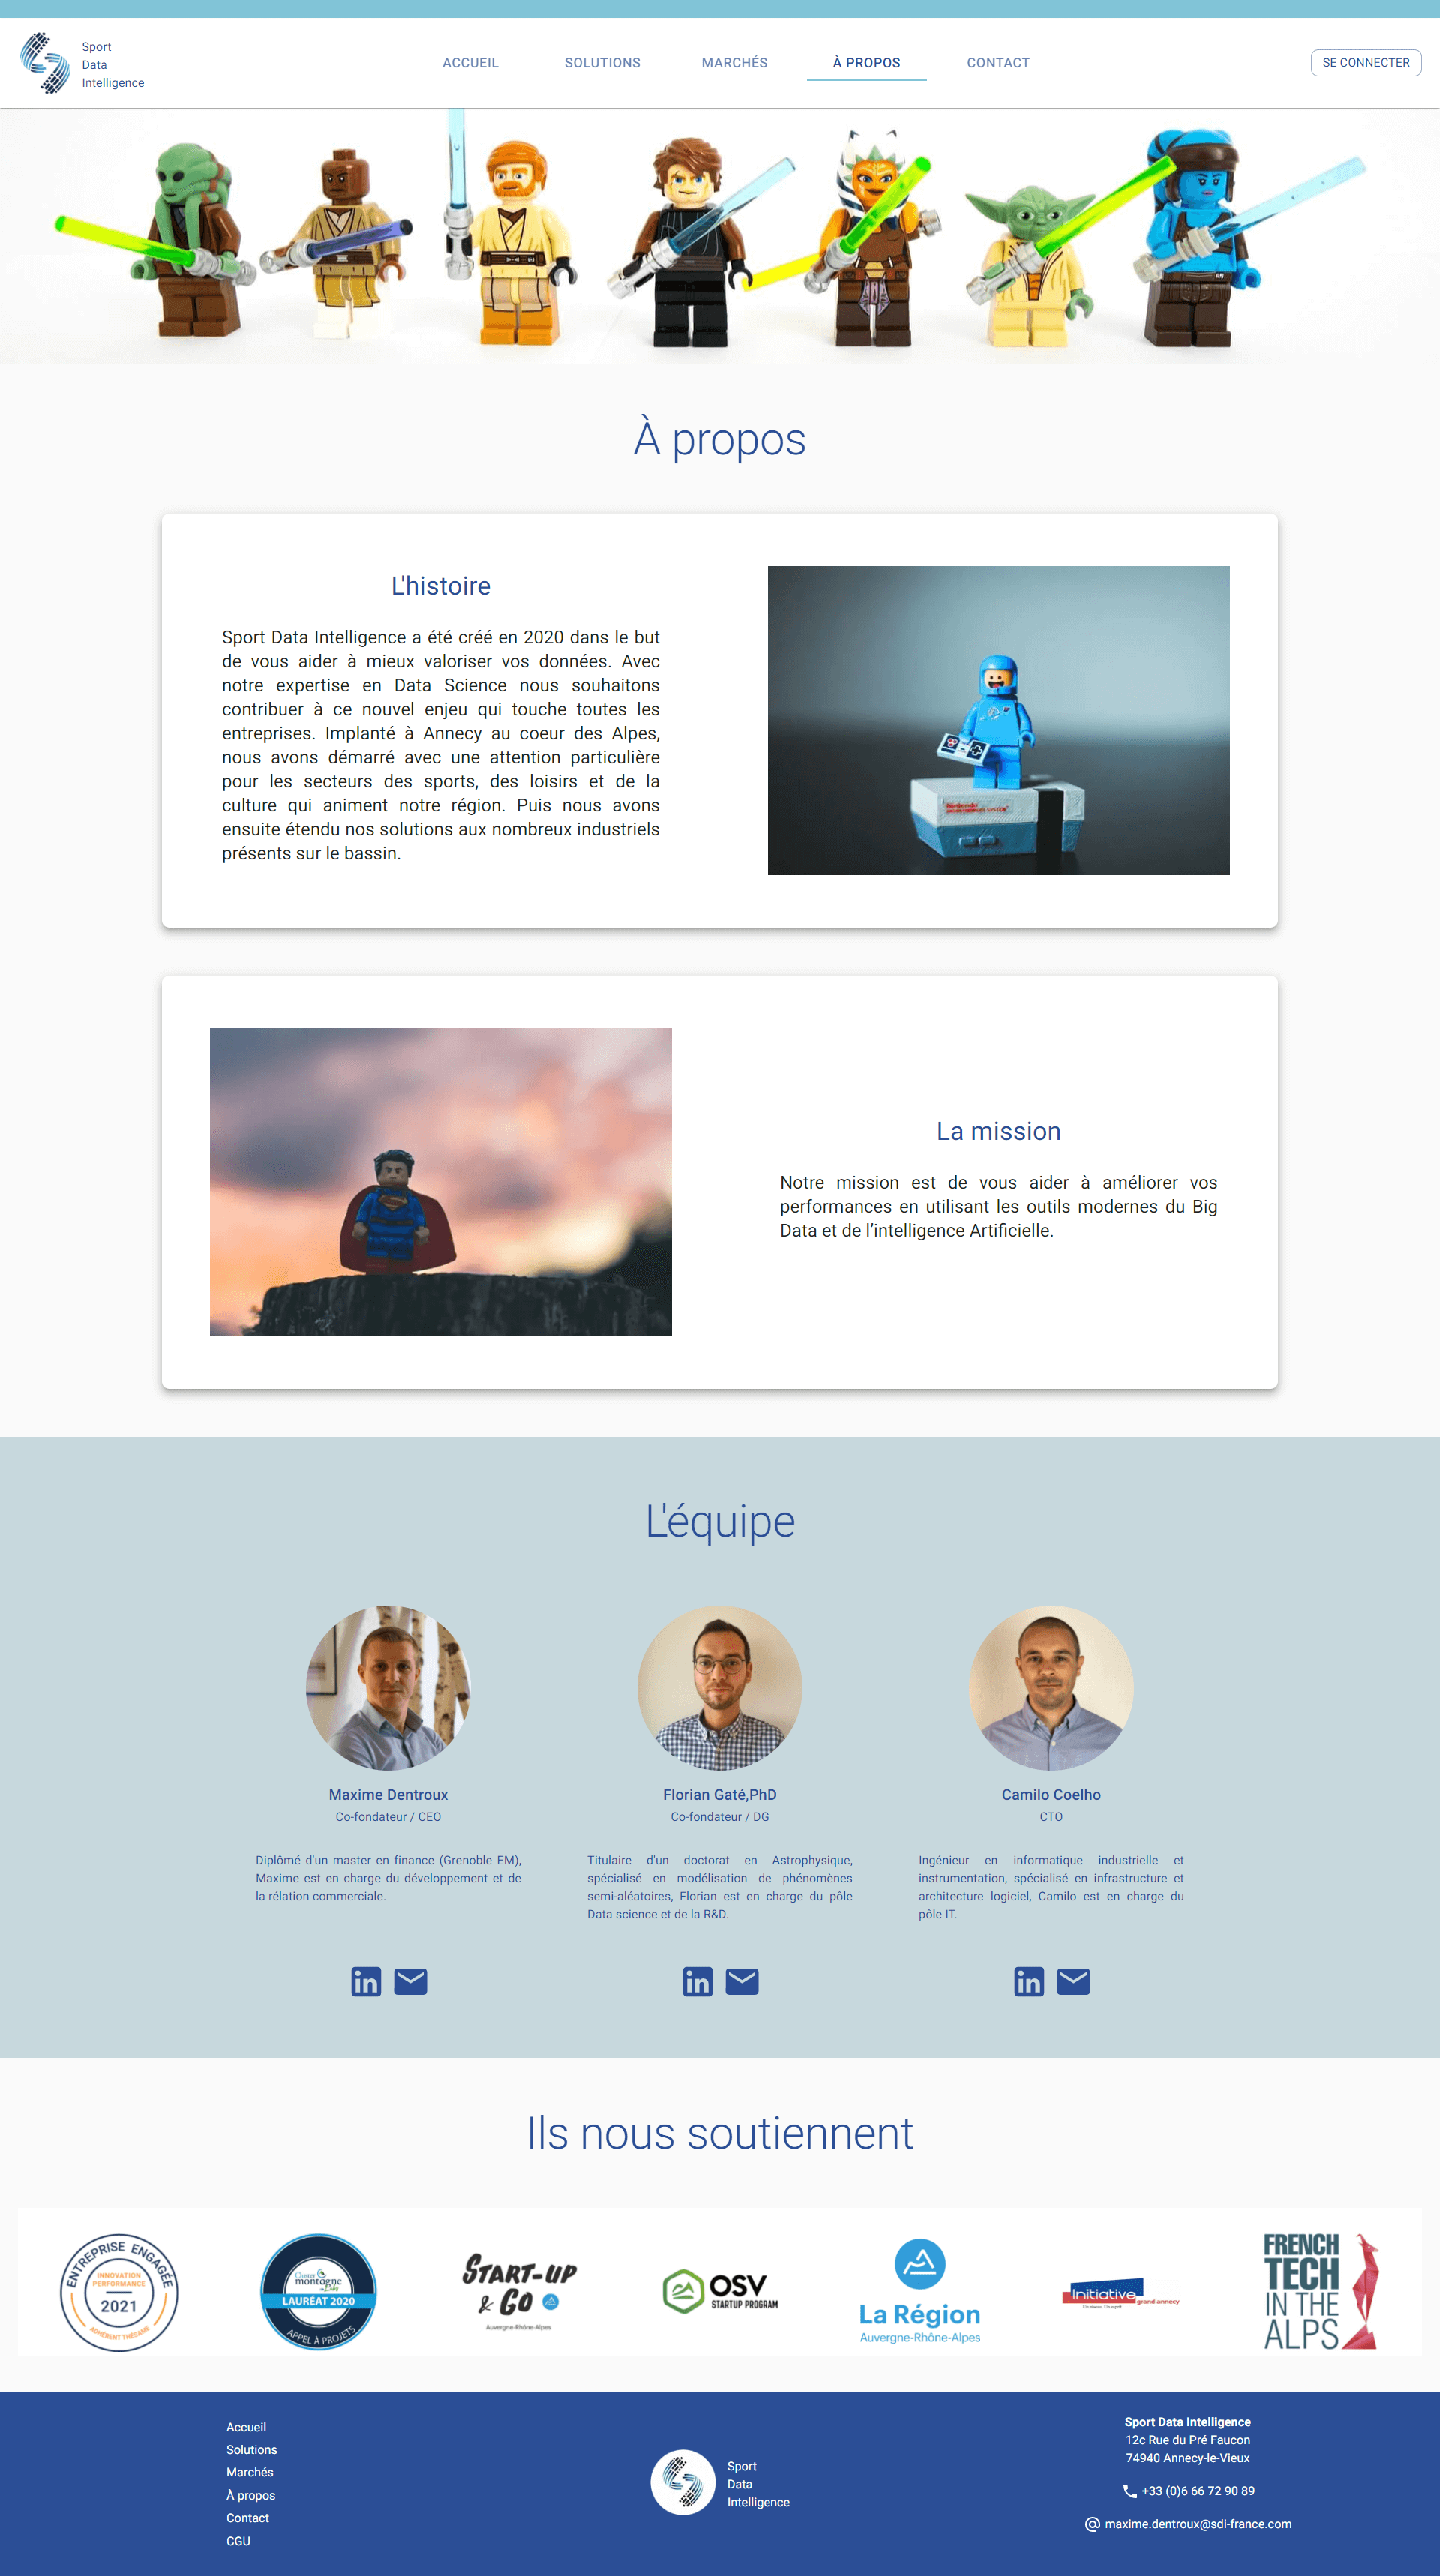 Sport
Data
Intelligence
ACCUEIL
SOLUTIONS
MARCHÉS
À PROPOS
CONTACT
SE CONNECTER
À propos
L'histoire
Sport Data Intelligence a été créé en 2020 dans le but
de vous aider à mieux valoriser vos données. Avec
notre expertise en Data Science nous souhaitons
contribuer à ce nouvel enjeu qui touche toutes les
entreprises. Implanté à Annecy au coeur des Alpes,
nous avons démarré avec une attention particulière
pour les secteurs des sports, des loisirs et de la
culture qui animent notre région. Puis nous avons
ensuite étendu nos solutions aux nombreux industriels
présents sur le bassin.
Nintendo
La mission
Notre mission est de vous aider à améliorer vos
performances en utilisant les outils modernes du Big
Data et de l’intelligence Artificielle.
L'équipe
Maxime Dentroux
Co-fondateur / CEO
Diplômé d'un master en finance (Grenoble EM),
Maxime est en charge du développement et de
la rélation commerciale.
Florian Gaté,PhD
Co-fondateur / DG
Titulaire d'un doctorat en Astrophysique,
spécialisé en modélisation de phénomènes
semi-aléatoires, Florian est en charge du pôle
Data science et de la R&D.
Camilo Coelho
CTO
Ingénieur en informatique industrielle et
instrumentation, spécialisé en infrastructure et
architecture logiciel, Camilo est en charge du
pôle IT.
in
in
in
Ils nous soutiennent
ENTREPRISE ENGAGÉE
INNOVATION
PERFORMANCE
2021
ADHÉRENT THÉSAME
Cluster
montagne
LAURÉAT 2020
APPEL À PROJETS
START-UP
& GO
Auvergne-Rhône-Alpes
OSV
STARTUP PROGRAM
La Région
Auvergne-Rhône-Alpes
Initiative
grand annecy
FRENCH
TECH
IN THE
ALPS
Accueil
Solutions
Marchés
À propos
Contact
CGU
Sport
Data
Intelligence
Sport Data Intelligence
12c Rue du Pré Faucon
74940 Annecy-le-Vieux
+33 (0)6 66 72 90 89
maxime.dentroux@sdi-france.com